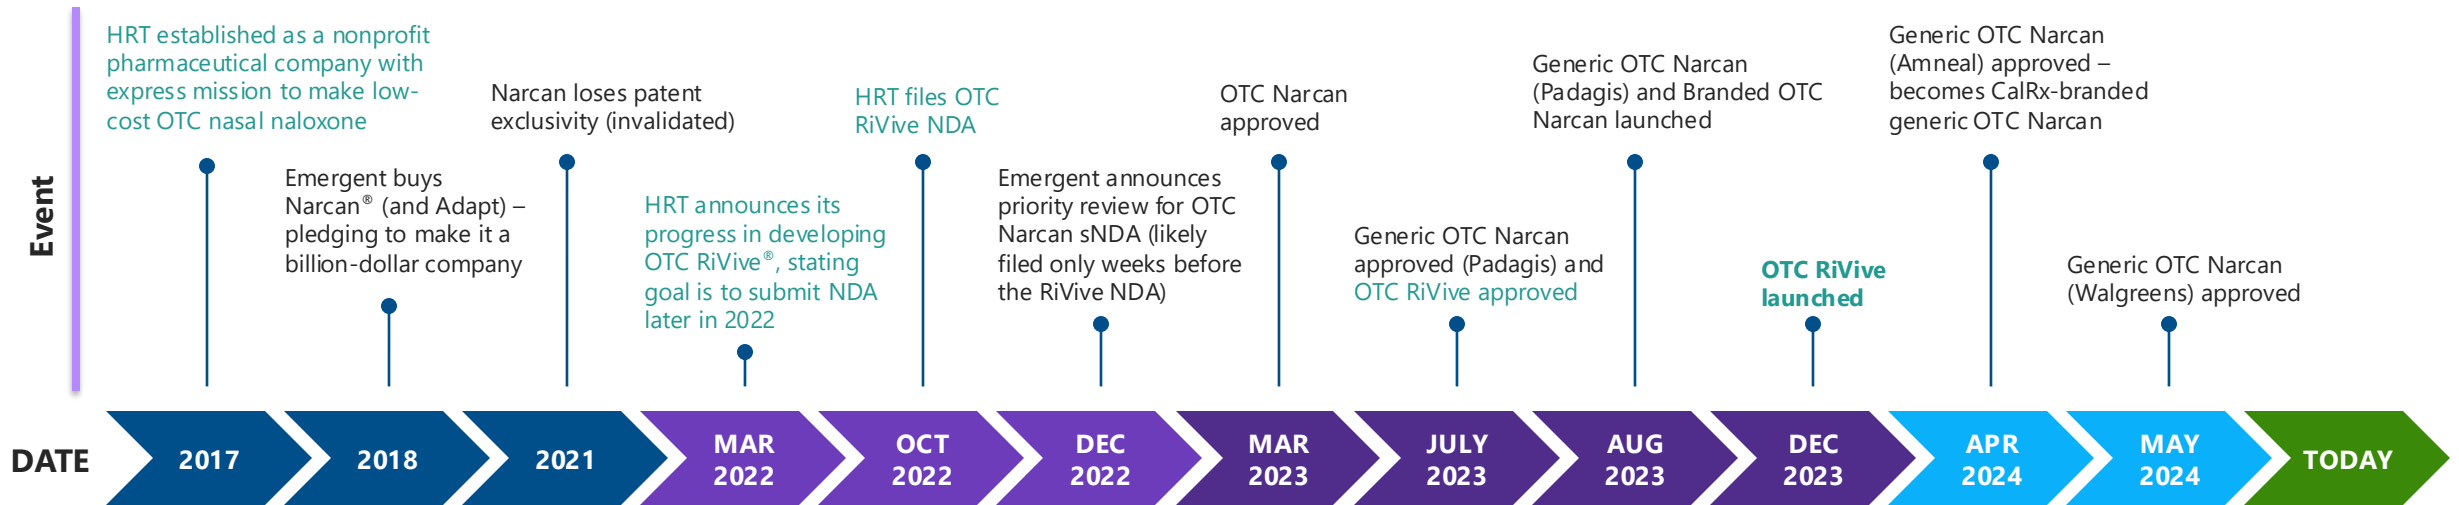 Event
HRT established as a nonprofit
pharmaceutical company with
express mission to make low-
cost OTC nasal naloxone
Emergent buys
Narcan® (and Adapt) –
pledging to make it a
billion-dollar company
Narcan loses patent
exclusivity (invalidated)
HRT announces its
progress in developing
OTC RiVive®, stating
goal is to submit NDA
later in 2022
HRT files OTC
RiVive NDA
Emergent announces
priority review for OTC
Narcan sNDA (likely
filed only weeks before
the RiVive NDA)
OTC Narcan
approved
Generic OTC Narcan
approved (Padagis) and
OTC RiVive approved
Generic OTC Narcan
(Padagis) and Branded OTC
Narcan launched
OTC RiVive
launched
Generic OTC Narcan
(Amneal) approved –
becomes CalRx-branded
generic OTC Narcan
Generic OTC Narcan
(Walgreens) approved
DATE
2017
2018
2021
MAR
2022
OCT
2022
DEC
2022
MAR
2023
JULY
2023
AUG
2023
DEC
2023
APR
2024
MAY
2024
TODAY